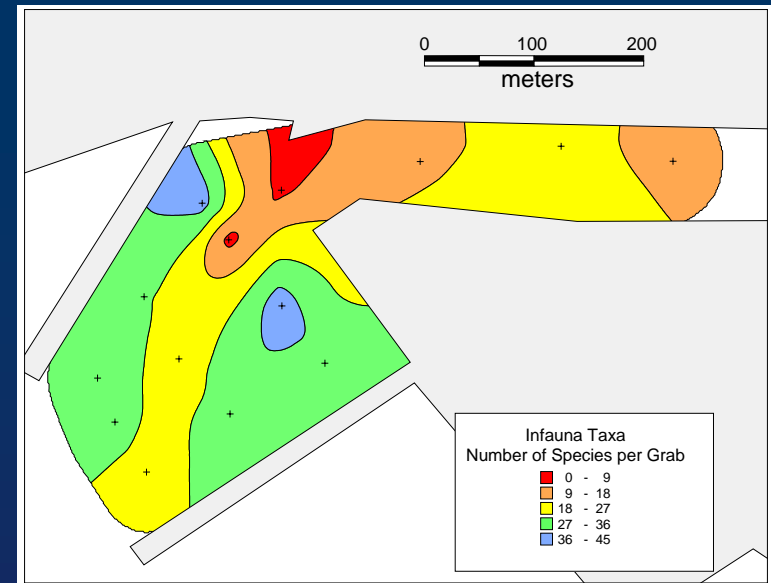 0 100 200
meters
Infauna Taxa
Number of Species per Grab
0 - 9
9 - 18
18 - 27
27 - 36
36 - 45